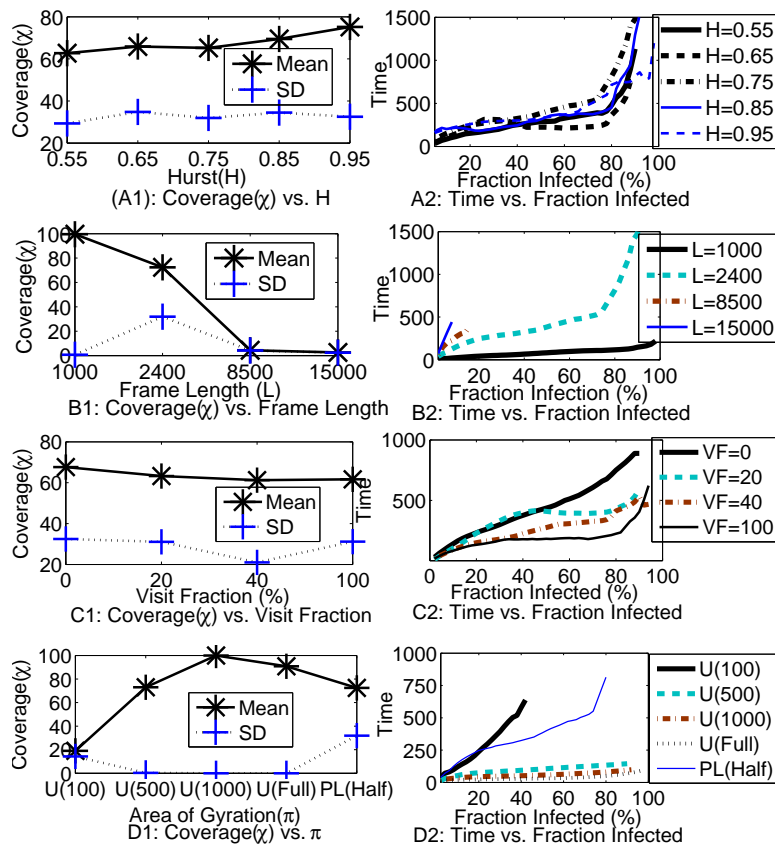 Coverage(χ)
80
60
40
20
0.55 0.65 0.75 0.85 0.95
Mean
SD
Hurst(H)
(A1): Coverage(χ) vs. H
Time
1500
1000
500
0
20 40 60 80 100
H=0.55
H=0.65
H=0.75
H=0.85
H=0.95
Fraction Infected (%)
A2: Time vs. Fraction Infected
Coverage(χ)
100
80
60
40
20
0
1000 2400 8500 15000
Mean
SD
Frame Length (L)
B1: Coverage(χ) vs. Frame Length
Time
1500
1000
500
0
20 40 60 80 100
L=1000
L=2400
L=8500
L=15000
Fraction Infection (%)
B2: Time vs. Fraction Infected
Coverage(χ)
80
60
40
20
0 20 40 100
Mean
SD
Visit Fraction (%)
C1: Coverage(χ) vs. Visit Fraction
Time
1000
500
0 20 40 60 80 100
VF=0
VF=20
VF=40
VF=100
Fraction Infected (%)
C2: Time vs. Fraction Infected
Coverage(χ)
100
80
60
40
20
0
U(100) U(500) U(1000) U(Full) PL(Half)
Mean
SD
Area of Gyration(π)
D1: Coverage(χ) vs. π
Time
1000
750
500
250
0
20 40 60 80 100
U(100)
U(500)
U(1000)
U(Full)
PL(Half)
Fraction Infected (%)
D2: Time vs. Fraction Infected